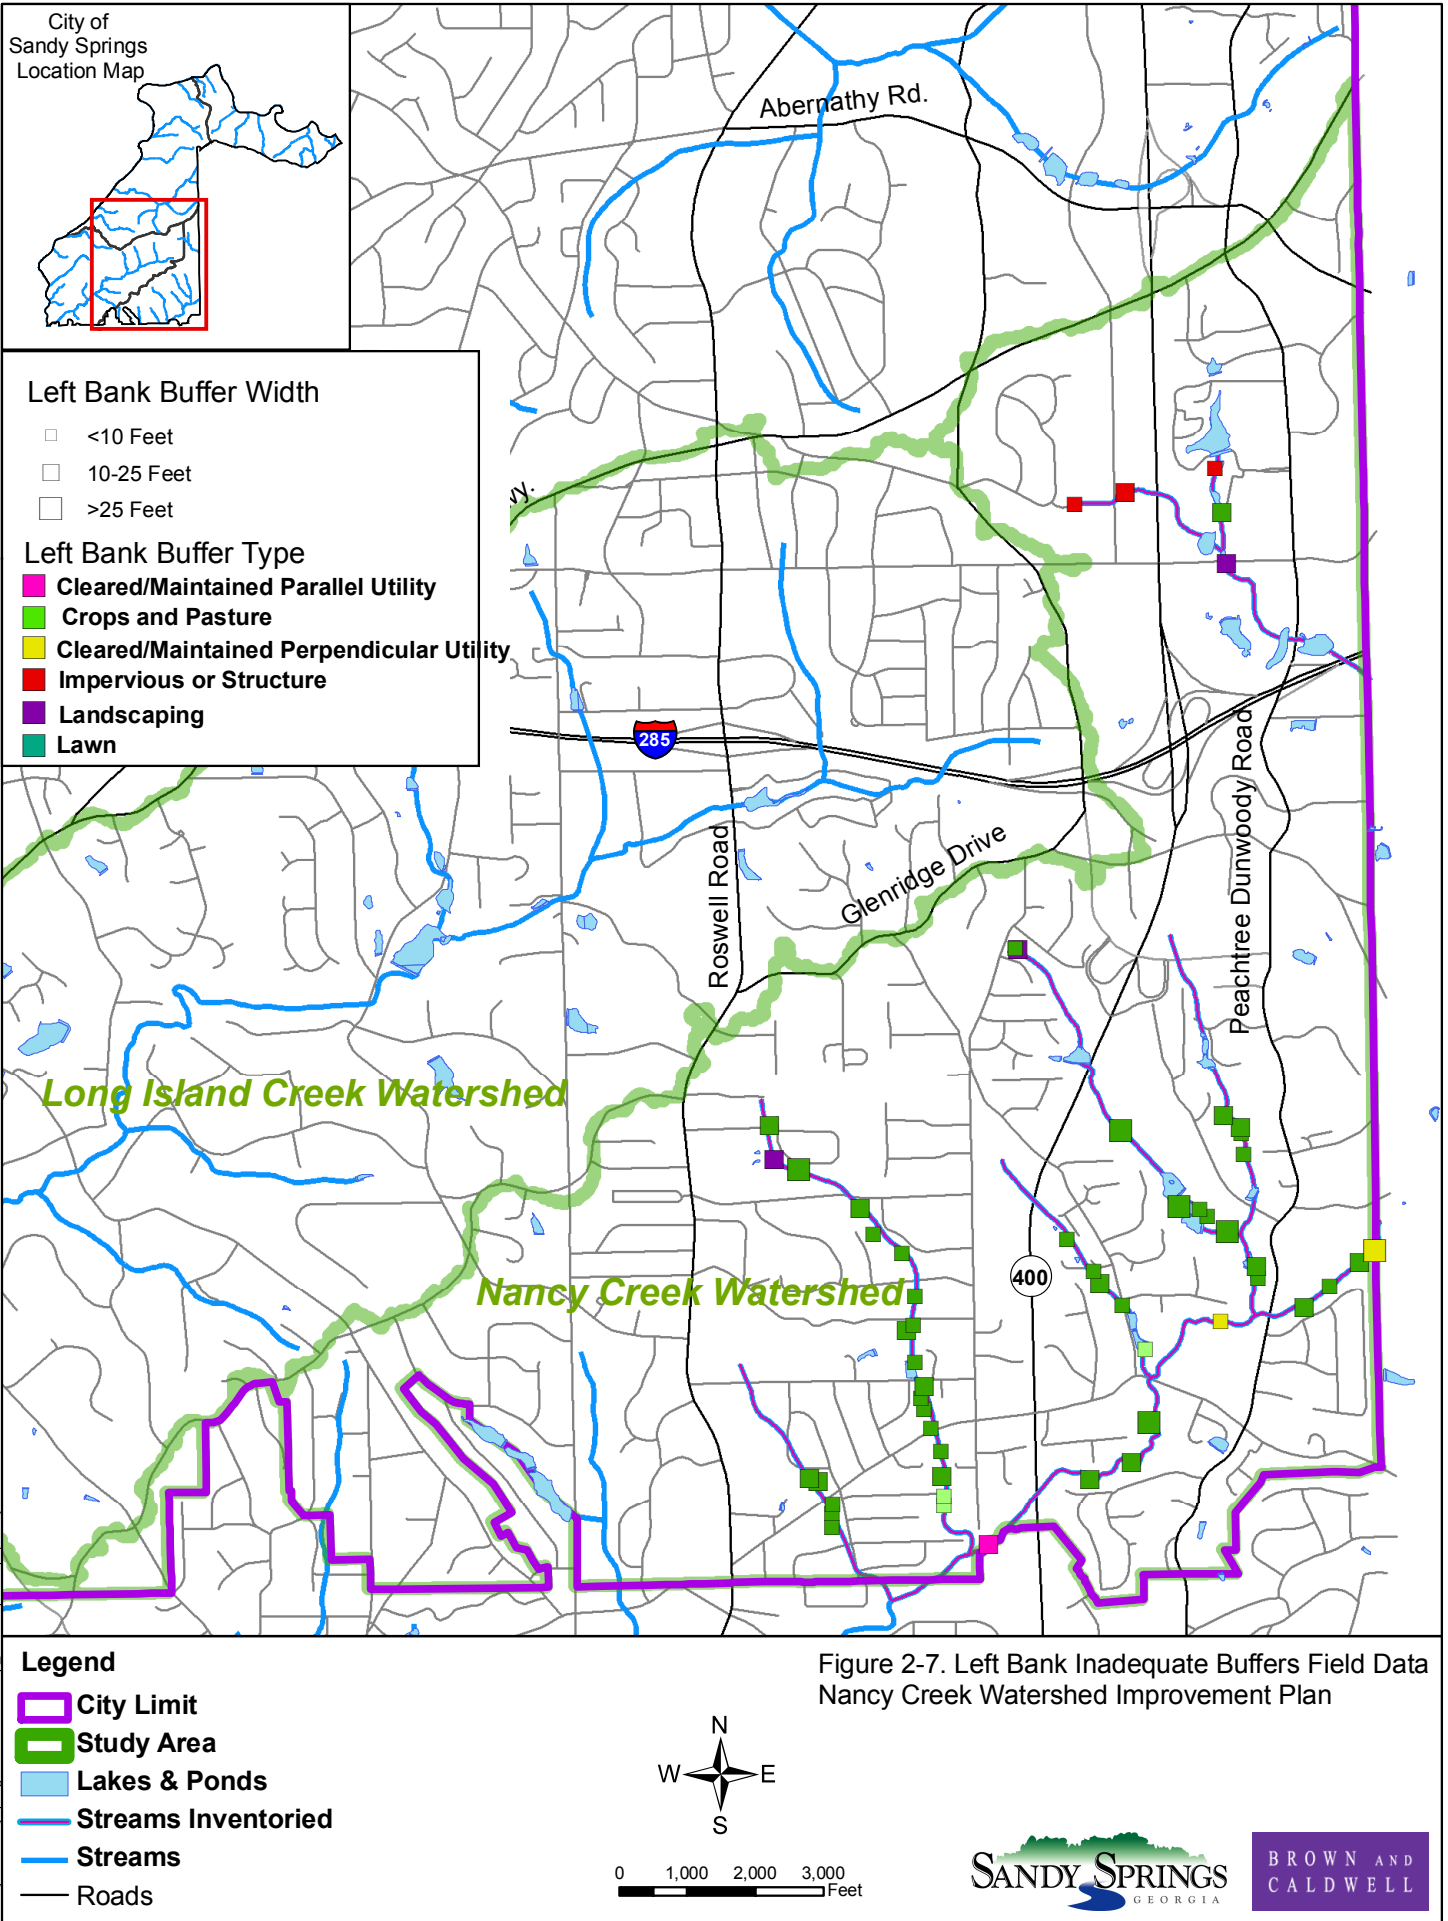 City of
Sandy Springs
Location Map
Abernathy Rd.
Left Bank Buffer Width
<10 Feet
10-25 Feet
>25 Feet
Left Bank Buffer Type
Cleared/Maintained Parallel Utility
Crops and Pasture
Cleared/Maintained Perpendicular Utility
Impervious or Structure
Landscaping
Lawn
wy.
285
Roswell Road
Glenridge Drive
Peachtree Dunwoody Road
Long Island Creek Watershed
Nancy Creek Watershed
400
Legend
City Limit
Study Area
Lakes & Ponds
Streams Inventoried
Streams
Roads
N
W E
S
0 1,000 2,000 3,000
Feet
Figure 2-7. Left Bank Inadequate Buffers Field Data
Nancy Creek Watershed Improvement Plan
SANDY SPRINGS
GEORGIA
BROWN AND
CALDWELL